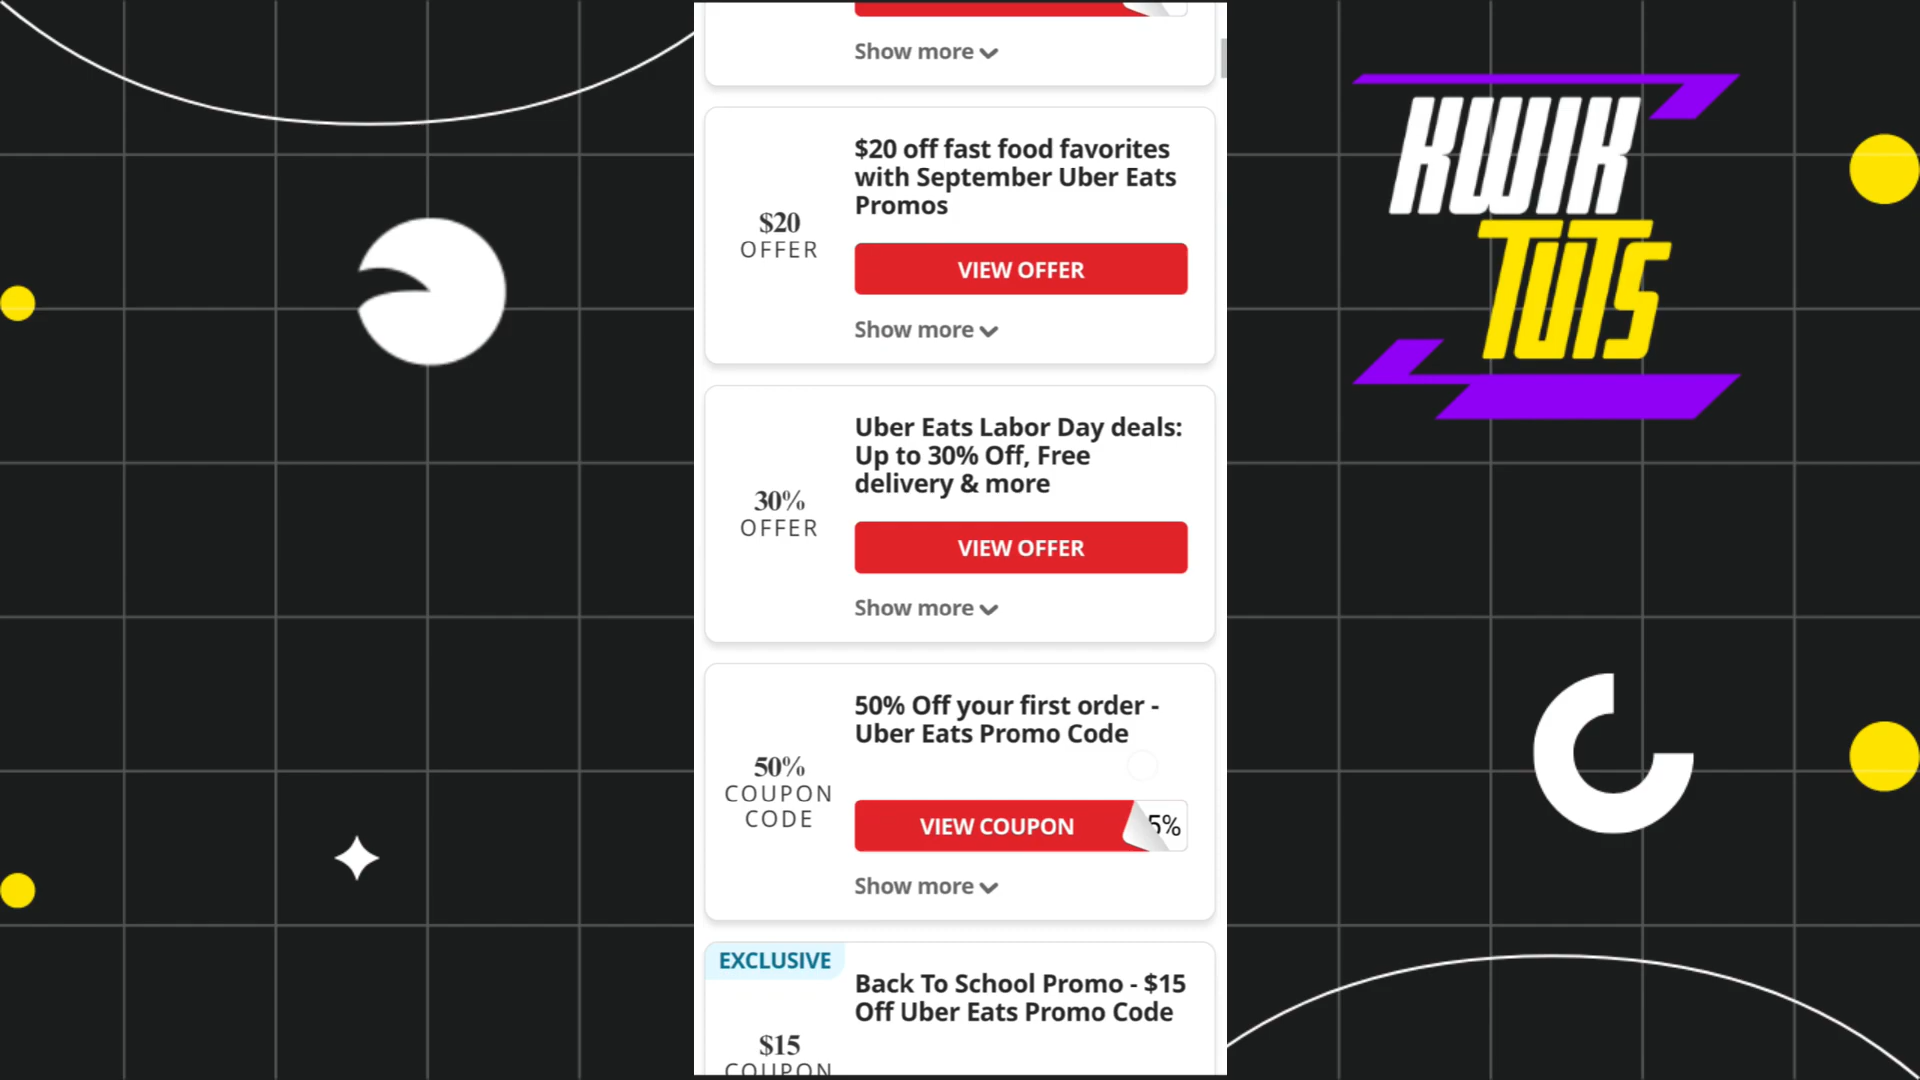 Show more
$20 off fast food favorites
with September Uber Eats
Promos
$20
OFFER
VIEW OFFER
Show more
Uber Eats Labor Day deals:
Up to 30% Off, Free
delivery & more
30%
OFFER
VIEW OFFER
Show more
50% Off your first order -
Uber Eats Promo Code
50%
COUPON
CODE
VIEW COUPON
5%
Show more
EXCLUSIVE
Back To School Promo - $15
Off Uber Eats Promo Code
$15
COUPON
KWIK
TUTS